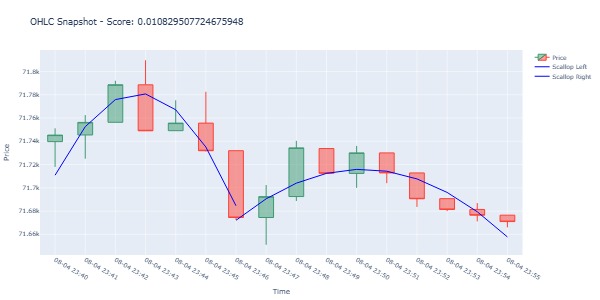 OHLC Snapshot - Score: 0.010829507724675948
Price
Scallop Left
Scallop Right
71.8k
71.78k
71.76k
71.74k
71.72k
71.7k
71.68k
71.66k
Price
08-04 23:40
08-04 23:41
08-04 23:42
08-04 23:43
08-04 23:44
08-04 23:45
08-04 23:46
08-04 23:47
08-04 23:48
08-04 23:49
08-04 23:50
08-04 23:51
08-04 23:52
08-04 23:53
08-04 23:54
08-04 23:55
Time